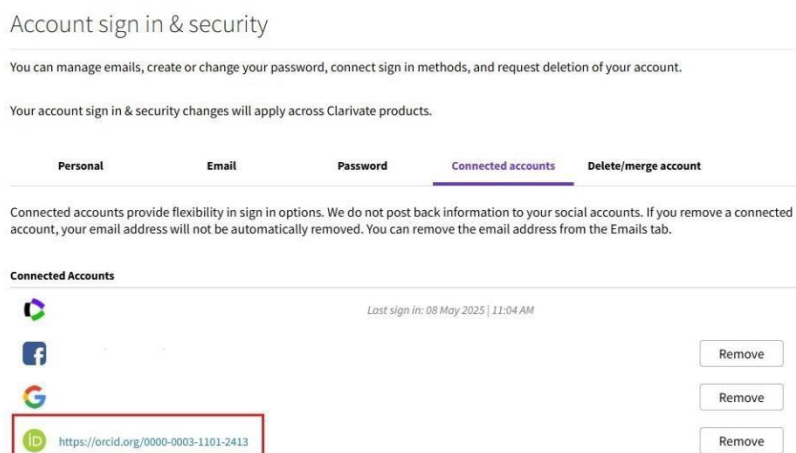 Account sign in & security
You can manage emails, create or change your password, connect sign in methods, and request deletion of your account.
Your account sign in & security changes will apply across Clarivate products.
Personal Email Password Connected accounts Delete/merge account
Connected accounts provide flexibility in sign in options. We do not post back information to your social accounts. If you remove a connected
account, your email address will not be automatically removed. You can remove the email address from the Emails tab.
Connected Accounts
Last sign in: 08 May 2025 | 11:04 AM
f Remove
G Remove
iD https://orcid.org/0000-0003-1101-2413 Remove